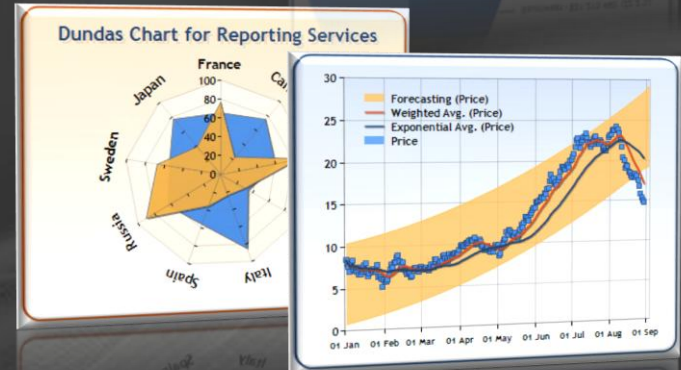 Dundas Chart for Reporting Services
France
100
80
60
40
20
0
Japan
Sweden
Russia
Spain
Italy
30
25
20
15
10
5
0
Forecasting (Price)
Weighted Avg. (Price)
Exponential Avg. (Price)
Price
01 Jan 01 Feb 01 Mar 01 Apr 01 May 01 Jun 01 Jul 01 Aug 01 Sep